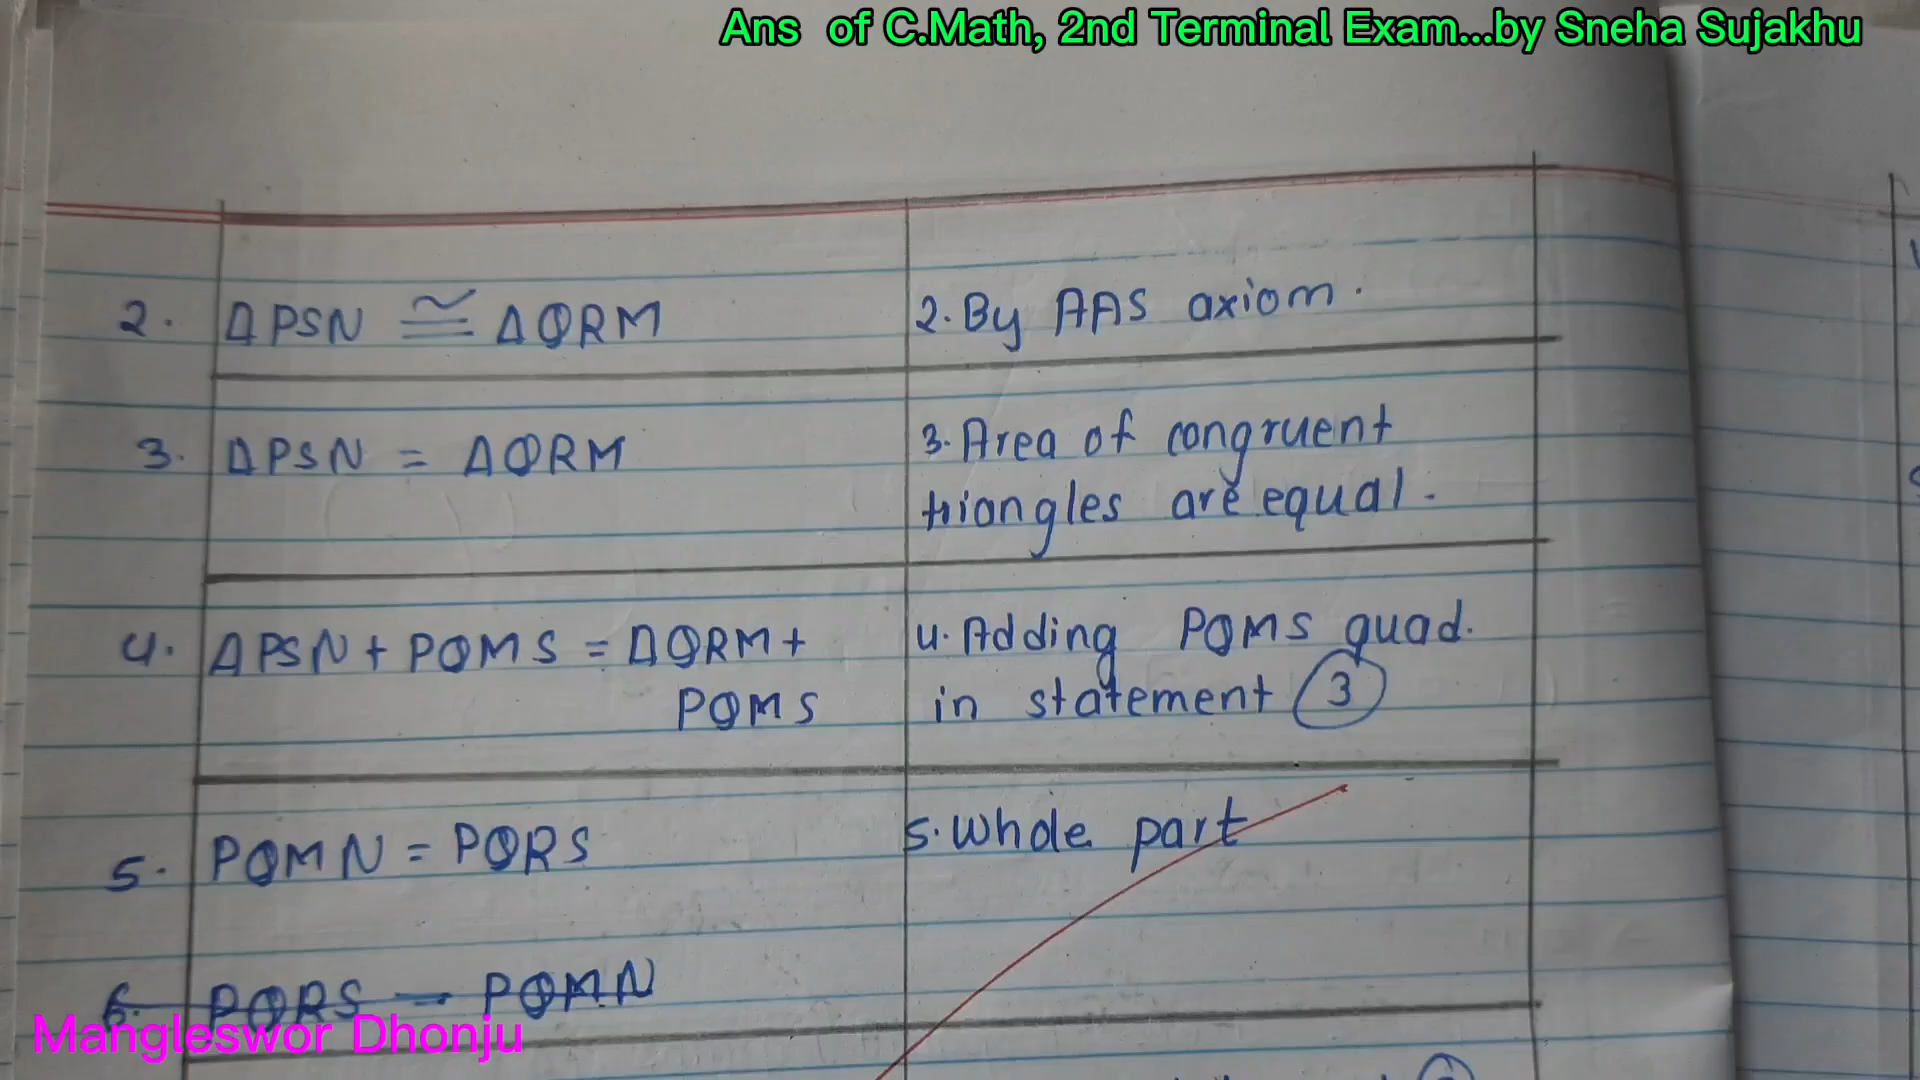 Ans of C.Math, 2nd Terminal Exam...by Sneha Sujakhu
2. ΔPSN ≅ ΔQRM
2. By AAS axiom.
3. ΔPSN = ΔQRM
3. Area of congruent
triangles are equal.
4. ΔPSN + PQMS = ΔQRM +
PQMS
4. Adding PQMS quad.
in statement ③
5. PQMN = PQRS
5. Whole part
6. PQRS = PQMN
Mangleswor Dhonju